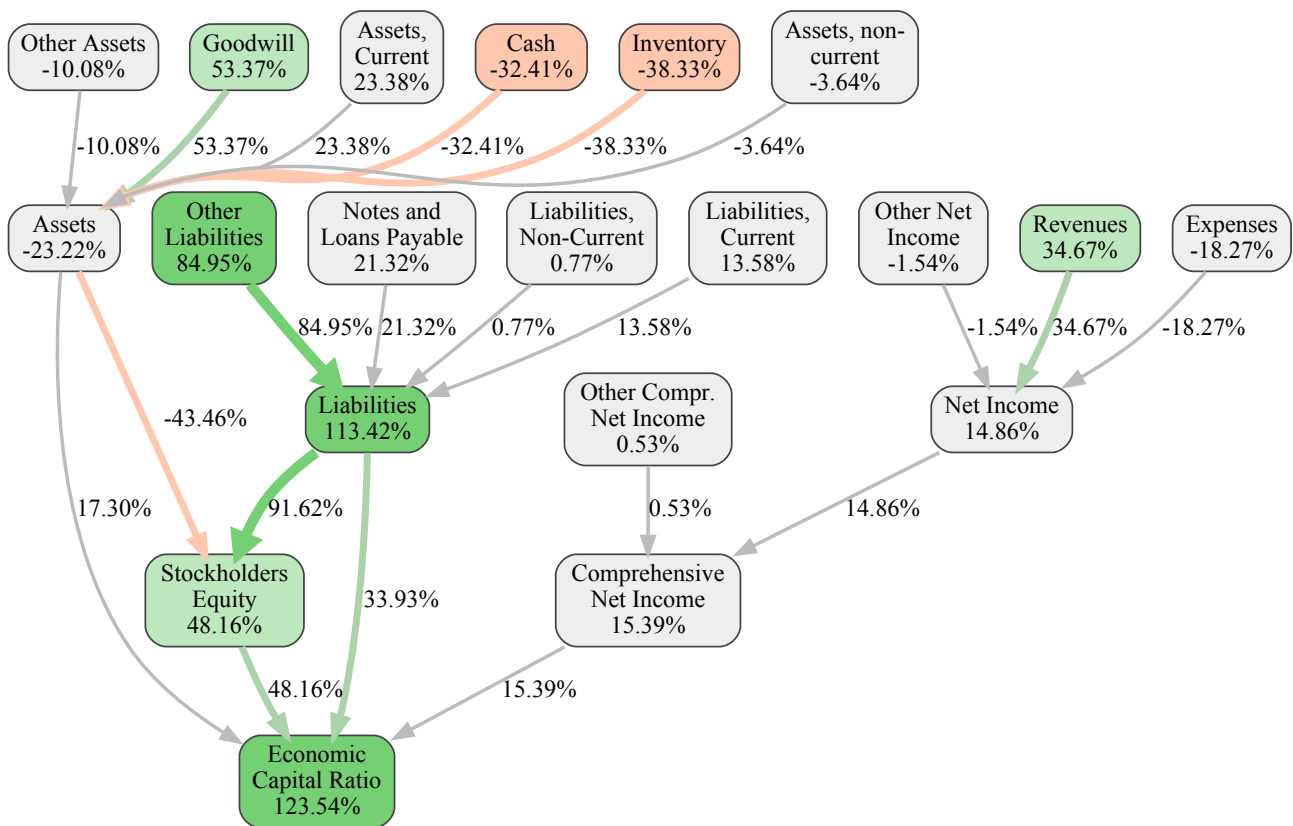 Other Assets
-10.08%
Goodwill
53.37%
Assets,
Current
23.38%
Cash
-32.41%
Inventory
-38.33%
Assets, non-
current
-3.64%
-10.08%
53.37%
23.38%
-32.41%
-38.33%
-3.64%
Assets
-23.22%
Other
Liabilities
84.95%
Notes and
Loans Payable
21.32%
Liabilities,
Non-Current
0.77%
Liabilities,
Current
13.58%
Other Net
Income
-1.54%
Revenues
34.67%
Expenses
-18.27%
84.95%
21.32%
0.77%
13.58%
-1.54%
34.67%
-18.27%
Liabilities
113.42%
Other Compr.
Net Income
0.53%
Net Income
14.86%
-43.46%
17.30%
91.62%
0.53%
14.86%
Stockholders
Equity
48.16%
33.93%
Comprehensive
Net Income
15.39%
48.16%
15.39%
Economic
Capital Ratio
123.54%